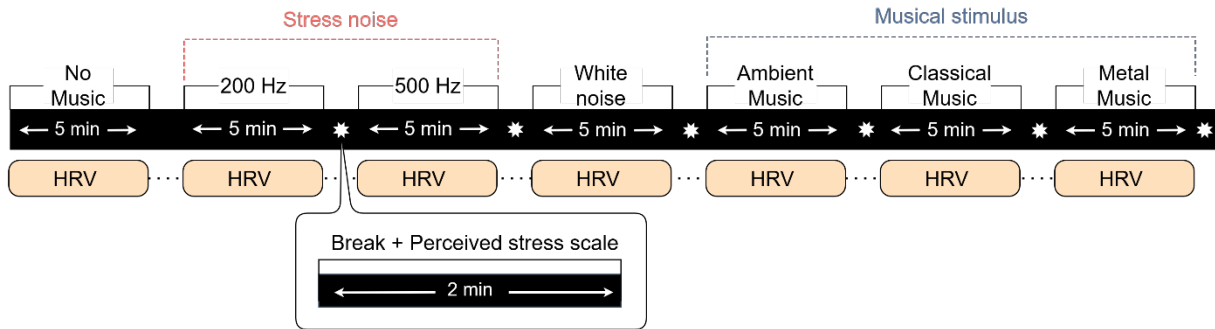 Stress noise
Musical stimulus
No
Music
200 Hz
500 Hz
White
noise
Ambient
Music
Classical
Music
Metal
Music
5 min
5 min
5 min
5 min
5 min
5 min
5 min
HRV
HRV
HRV
HRV
HRV
HRV
HRV
Break + Perceived stress scale
2 min